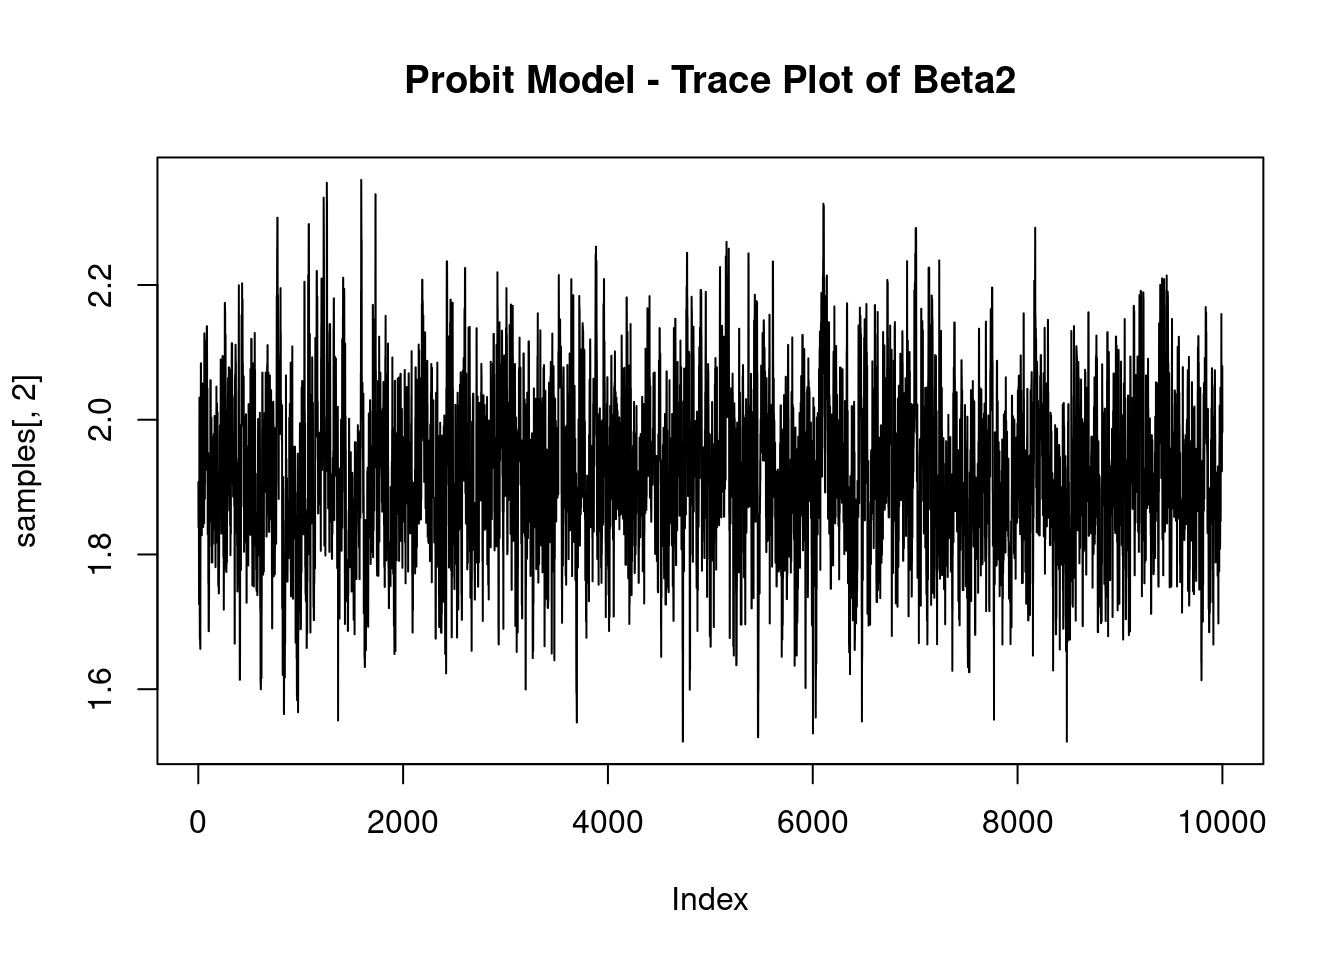 Probit Model - Trace Plot of Beta2
samples[, 2]
2.2
2.0
1.8
1.6
0 2000 4000 6000 8000 10000
Index